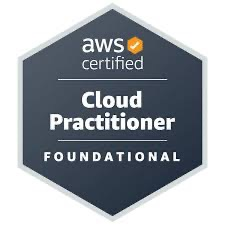 aws
certified
Cloud
Practitioner
FOUNDATIONAL